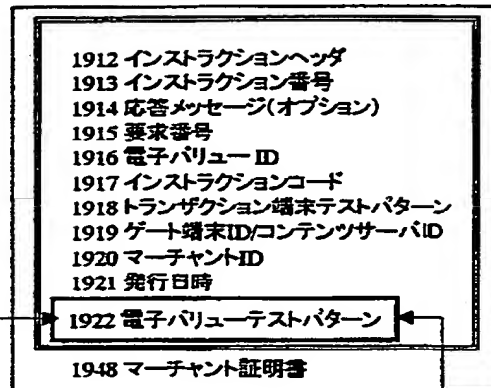 1912 インストラクションヘッダ
1913 インストラクション番号
1914 応答メッセージ(オプション)
1915 要求番号
1916 電子バリューID
1917 インストラクションコード
1918 トランザクション端末テストパターン
1919 ゲート端末ID/コンテンツサーバID
1920 マーチャントID
1921 発行日時
1922 電子バリューテストパターン
1948 マーチャント証明書